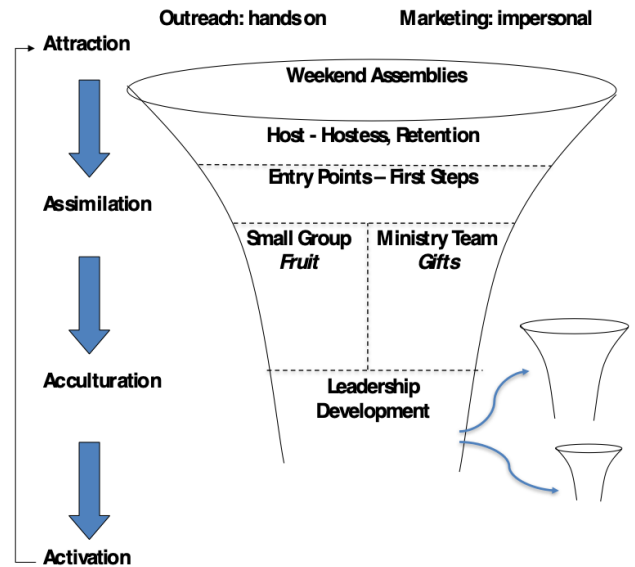 Outreach: hands on
Marketing: impersonal
Attraction
Weekend Assemblies
Host - Hostess, Retention
Entry Points – First Steps
Assimilation
Small Group
Fruit
Ministry Team
Gifts
Acculturation
Leadership
Development
Activation